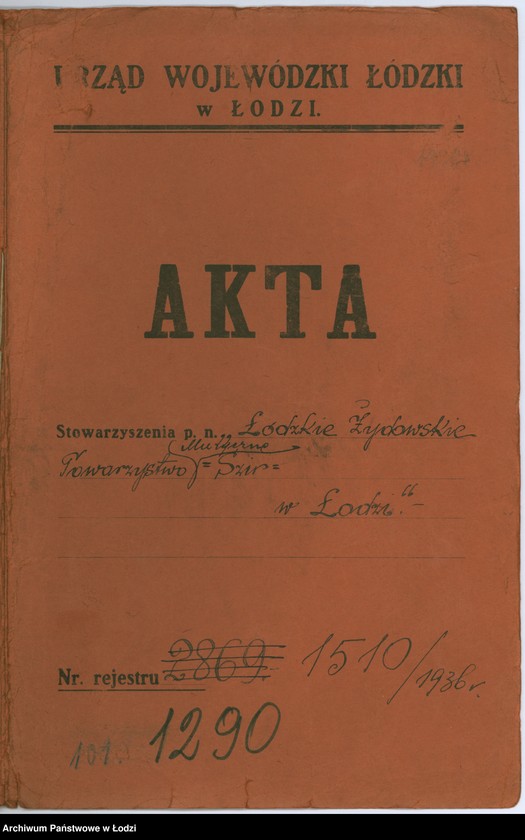 URZĄD WOJEWÓDZKI ŁÓDZKI
W ŁODZI.
AKTA
Stowarzyszenia p. n. „Łódzkie Żydowskie
Muzyczne
Towarzystwo =Szir=
w Łodzi“.-
Nr. rejestru 2869. 1510/1936 r.
1290
Archiwum Państwowe w Łodzi